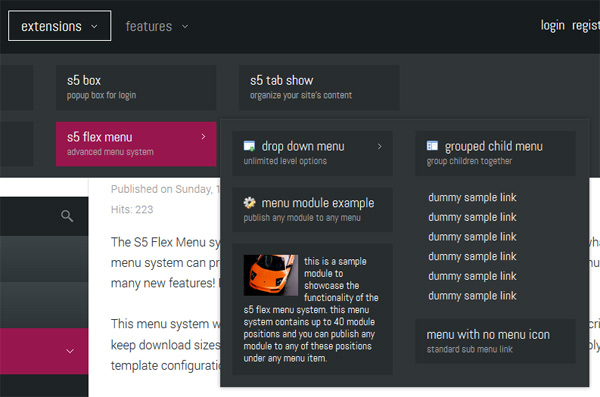 extensions
features
login regist
s5 box
popup box for login
s5 tab show
organize your site's content
s5 flex menu
advanced menu system
drop down menu
unlimited level options
grouped child menu
group children together
menu module example
publish any module to any menu
dummy sample link
dummy sample link
dummy sample link
dummy sample link
dummy sample link
dummy sample link
this is a sample
module to
showcase the
functionality of the
s5 flex menu system. this menu
system contains up to 40 module
positions and you can publish any
module to any of these positions
under any menu item.
menu with no menu icon
standard sub menu link
Published on Sunday, 1
Hits: 223
The S5 Flex Menu sy
menu system can pr
many new features! 
This menu system w
keep download sizes
template configuratio